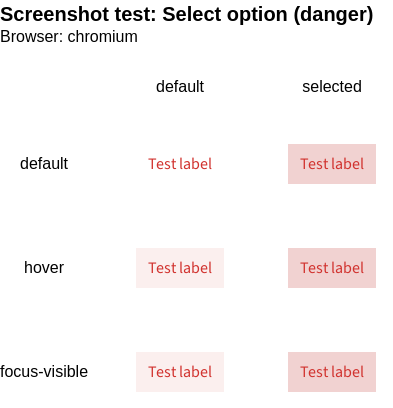 Screenshot test: Select option (danger)
Browser: chromium
default selected
default Test label Test label
hover Test label Test label
focus-visible Test label Test label